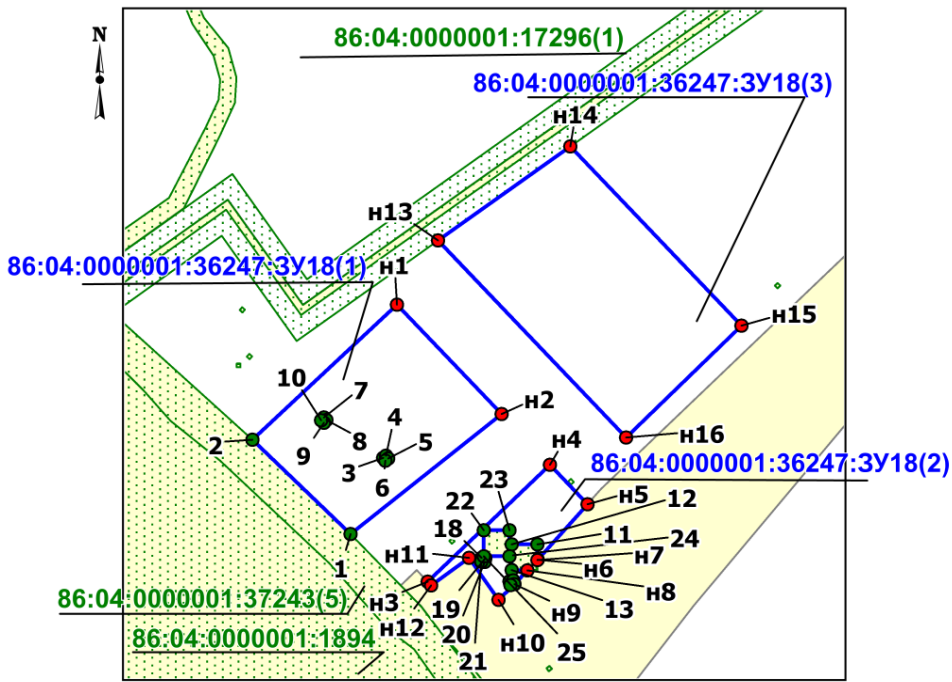 86:04:0000001:17296(1)
N
86:04:0000001:36247:ЗУ18(3)
н14
н13
86:04:0000001:36247:ЗУ18(1)
н1
н15
10
7
н2
4
2
9
8
3
5
н16
6
н4
86:04:0000001:36247:ЗУ18(2)
23
22
н5
12
18
11
24
н11
н7
1
н6
н8
86:04:0000001:37243(5)
н3
19
н9
13
н12
20
86:04:0000001:1894
н10
25
21